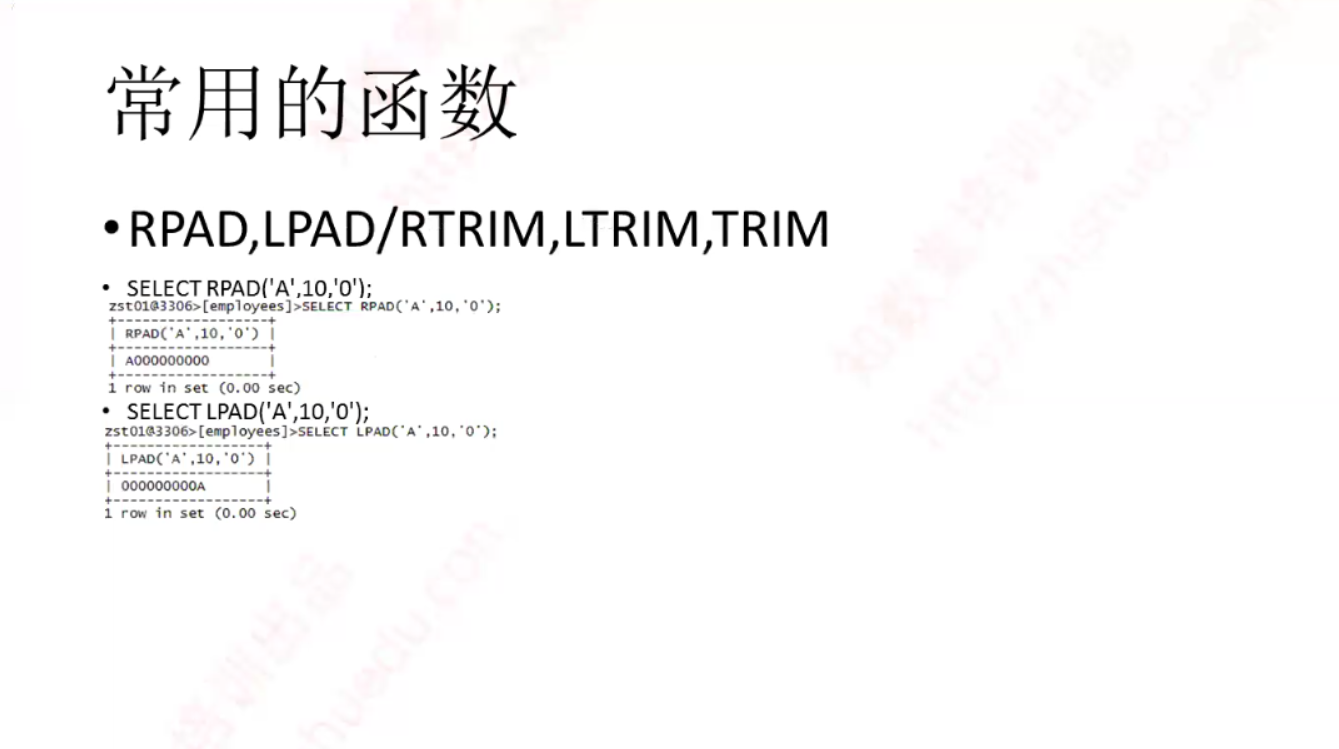 常用的函数
•RPAD,LPAD/RTRIM,LTRIM,TRIM
• SELECT RPAD('A',10,'0');
zst01@3306>[employees]>SELECT RPAD('A',10,'0');
+------------------+
| RPAD('A',10,'0') |
+------------------+
| A000000000       |
+------------------+
1 row in set (0.00 sec)
• SELECT LPAD('A',10,'0');
zst01@3306>[employees]>SELECT LPAD('A',10,'0');
+------------------+
| LPAD('A',10,'0') |
+------------------+
| 000000000A       |
+------------------+
1 row in set (0.00 sec)